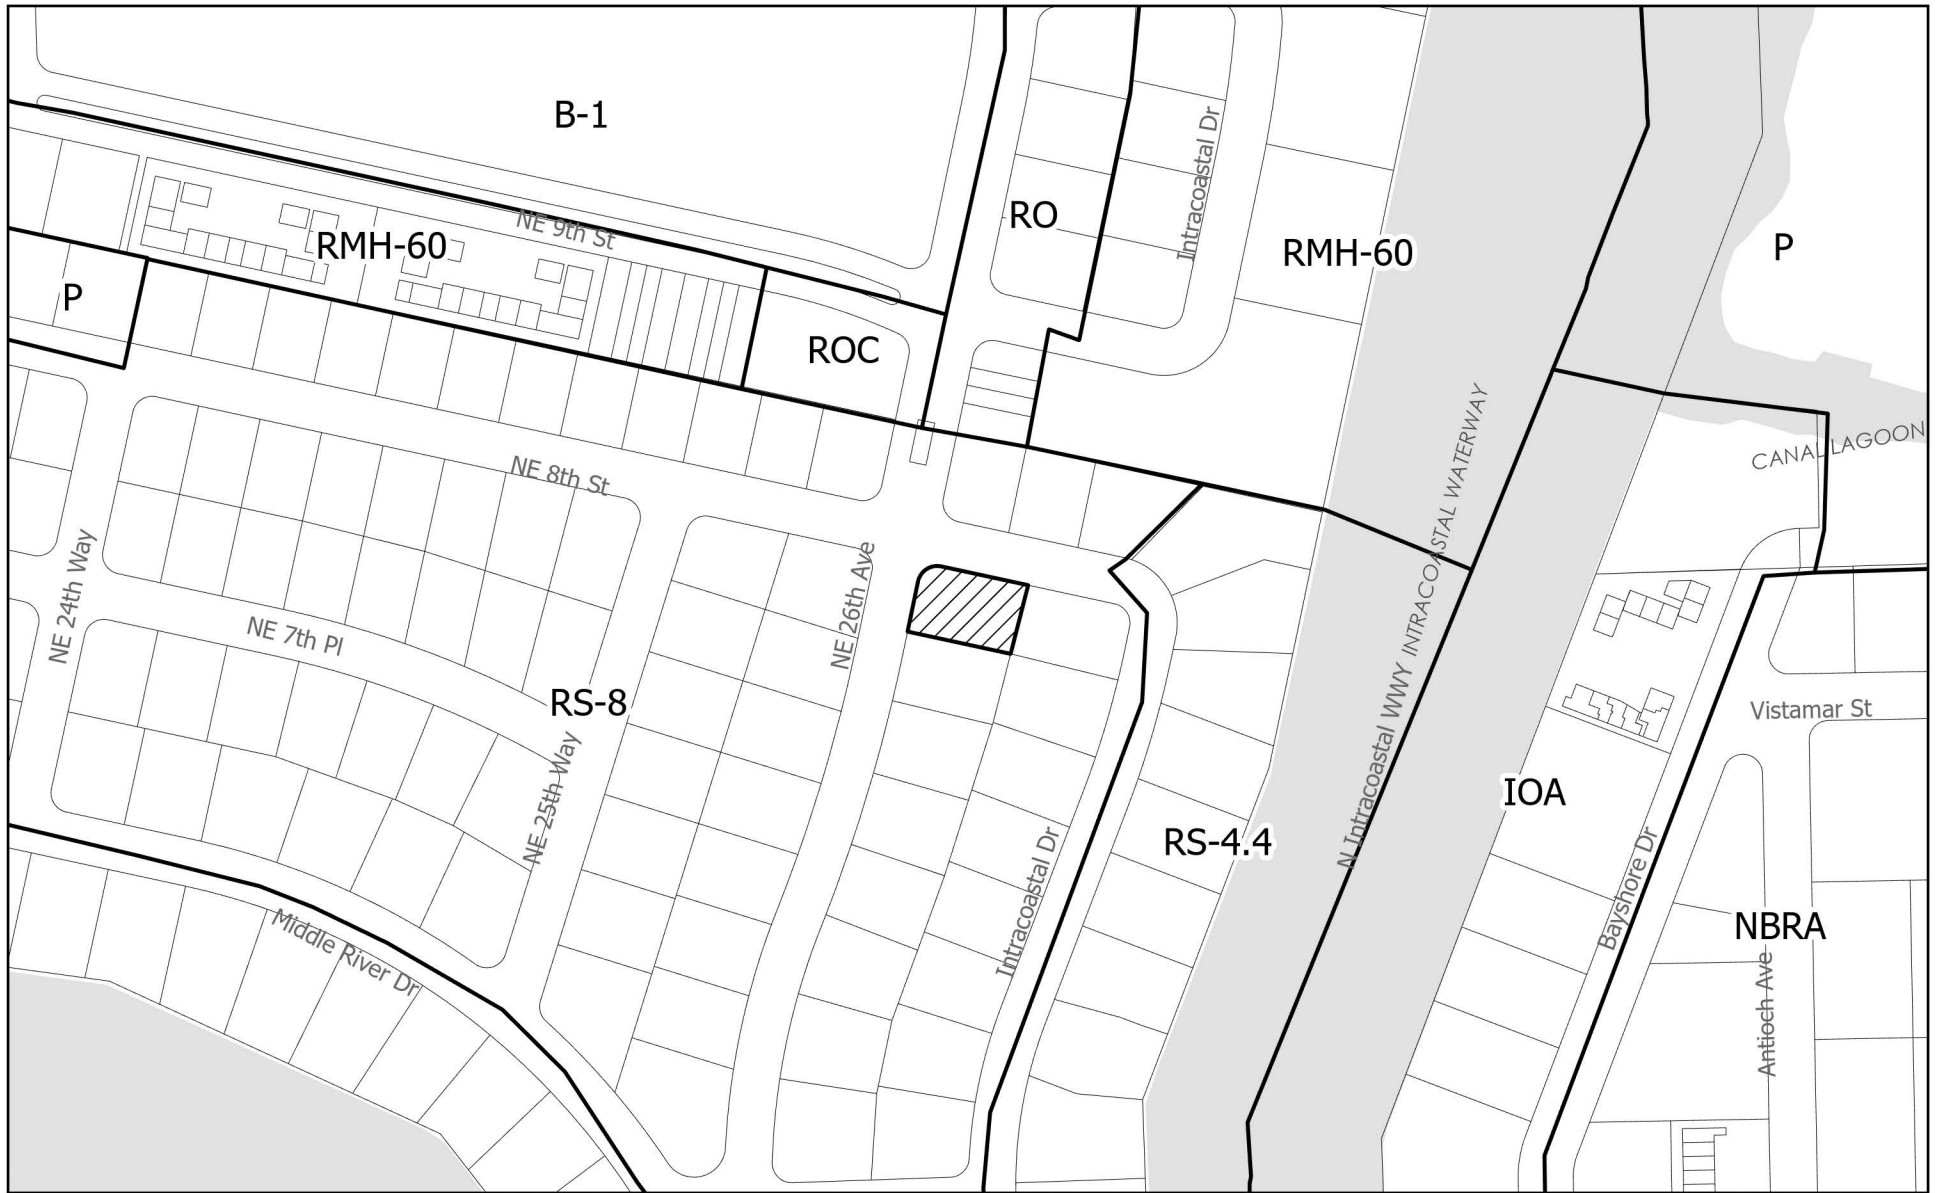 B-1
Intracoastal Dr
RO
NE 9th St
RMH-60
RMH-60
P
P
ROC
CANAL LAGOON
NE 8th St
NE 24th Way
NE 26th Ave
NE 7th Pl
RS-8
N Intracoastal WWY INTRACOASTAL WATERWAY
Vistamar St
NE 25th Way
IOA
RS-4.4
Intracoastal Dr
Bayshore Dr
Middle River Dr
NBRA
Antioch Ave